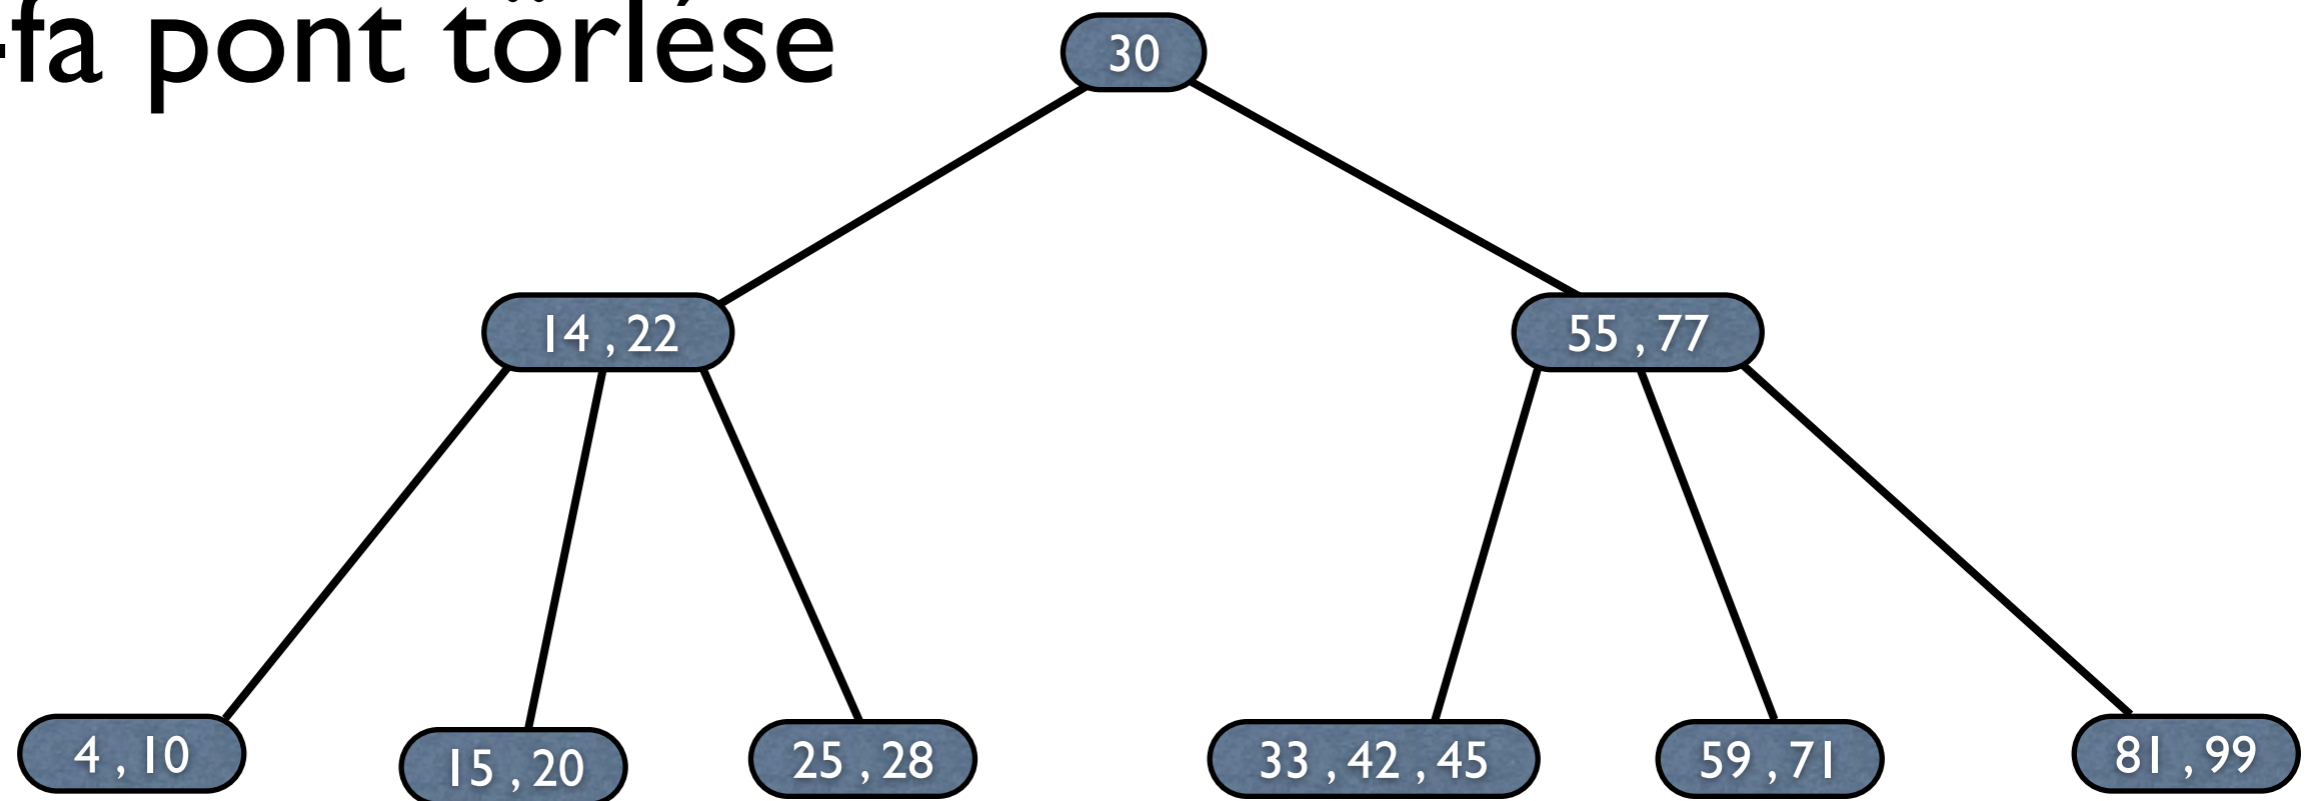 -fa pont törlése
30
14 , 22
55 , 77
4 , 10
15 , 20
25 , 28
33 , 42 , 45
59 , 71
81 , 99